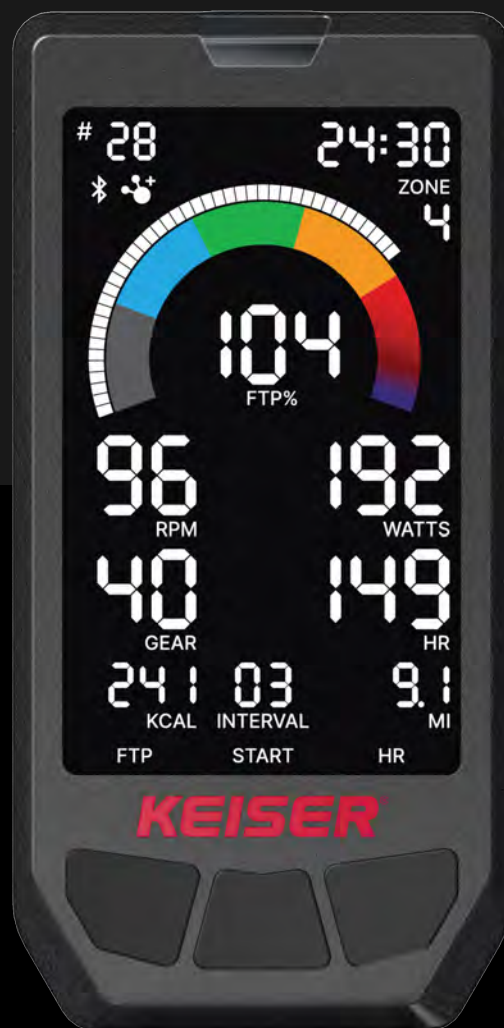 # 28 24:30
ZONE
4
104
FTP%
96 192
RPM WATTS
40 149
GEAR HR
241 03 9.1
KCAL INTERVAL MI
FTP START HR
KEISER